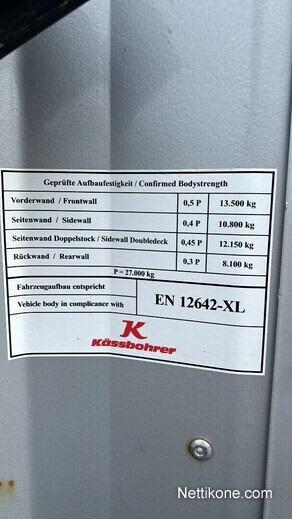 Geprüfte Aufbaufestigkeit / Confirmed Bodystrength
Vorderwand / Frontwall 0,5 P 13.500 kg
Seitenwand / Sidewall 0,4 P 10.800 kg
Seitenwand Doppelstock / Sidewall Doubledeck 0,45 P 12.150 kg
Rückwand / Rearwall 0,3 P 8.100 kg
P = 27.000 kg
Fahrzeugaufbau entspricht
Vehicle body in complicance with
EN 12642-XL
K
Kässbohrer
Nettikone.com